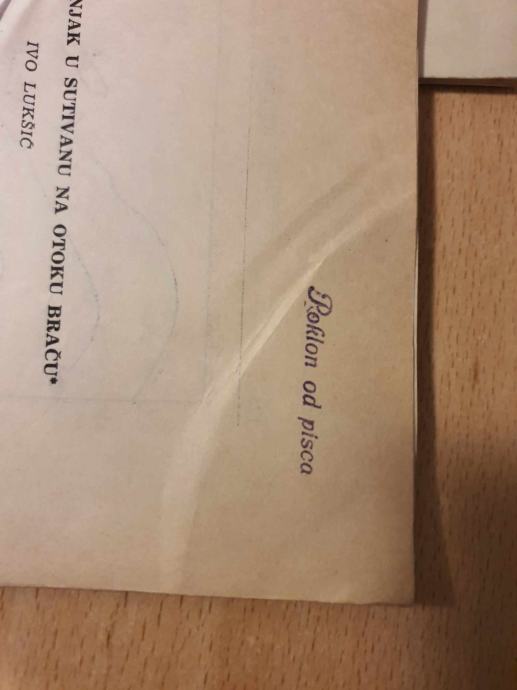 Poklon od pisca
NJAK U SUTIVANU NA OTOKU BRAČU*
IVO LUKŠIĆ